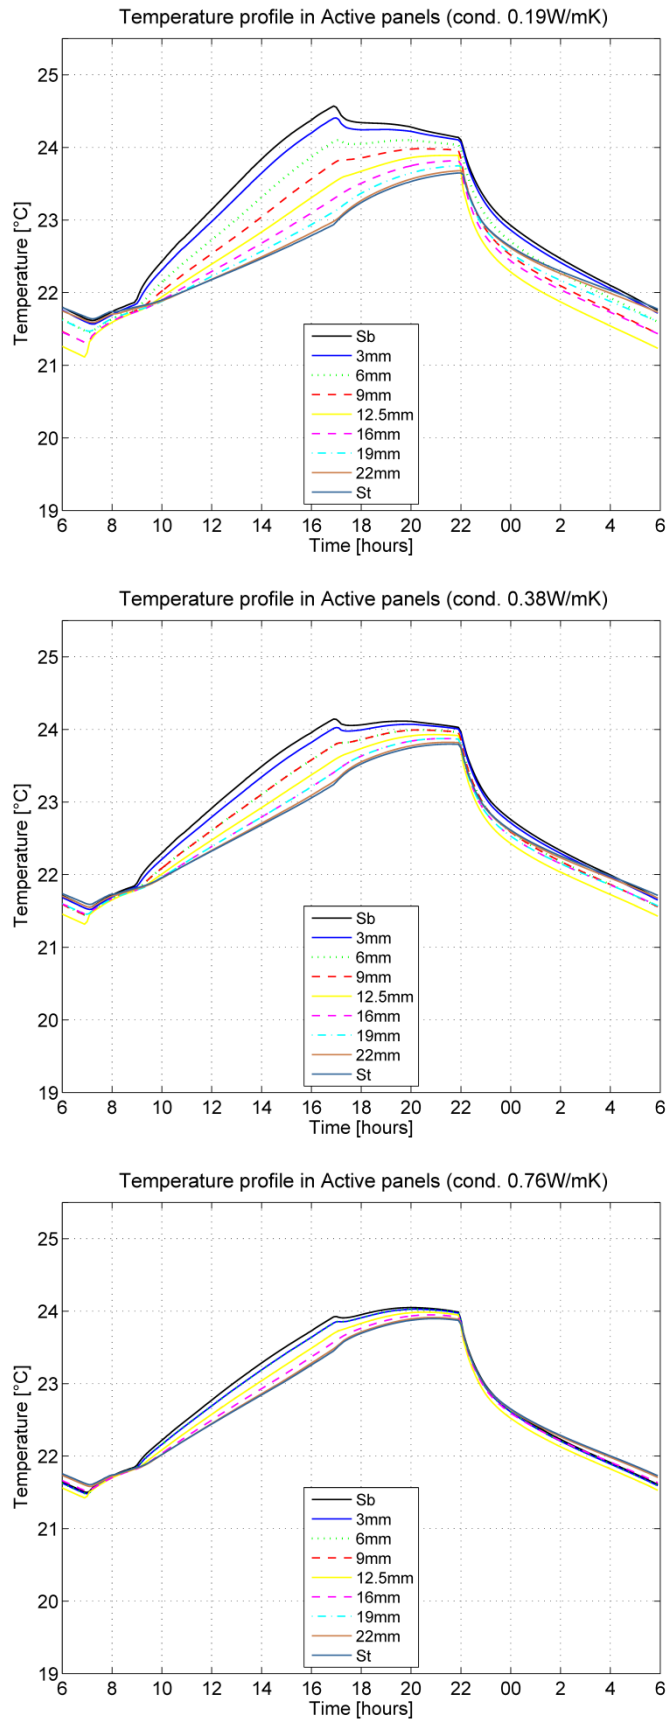 Temperature profile in Active panels (cond. 0.19W/mK)
25
24
23
22
21
20
19
Temperature [°C]
Sb
3mm
6mm
9mm
12.5mm
16mm
19mm
22mm
St
6 8 10 12 14 16 18 20 22 00 2 4 6
Time [hours]
Temperature profile in Active panels (cond. 0.38W/mK)
25
24
23
22
21
20
19
Temperature [°C]
Sb
3mm
6mm
9mm
12.5mm
16mm
19mm
22mm
St
6 8 10 12 14 16 18 20 22 00 2 4 6
Time [hours]
Temperature profile in Active panels (cond. 0.76W/mK)
25
24
23
22
21
20
19
Temperature [°C]
Sb
3mm
6mm
9mm
12.5mm
16mm
19mm
22mm
St
6 8 10 12 14 16 18 20 22 00 2 4 6
Time [hours]